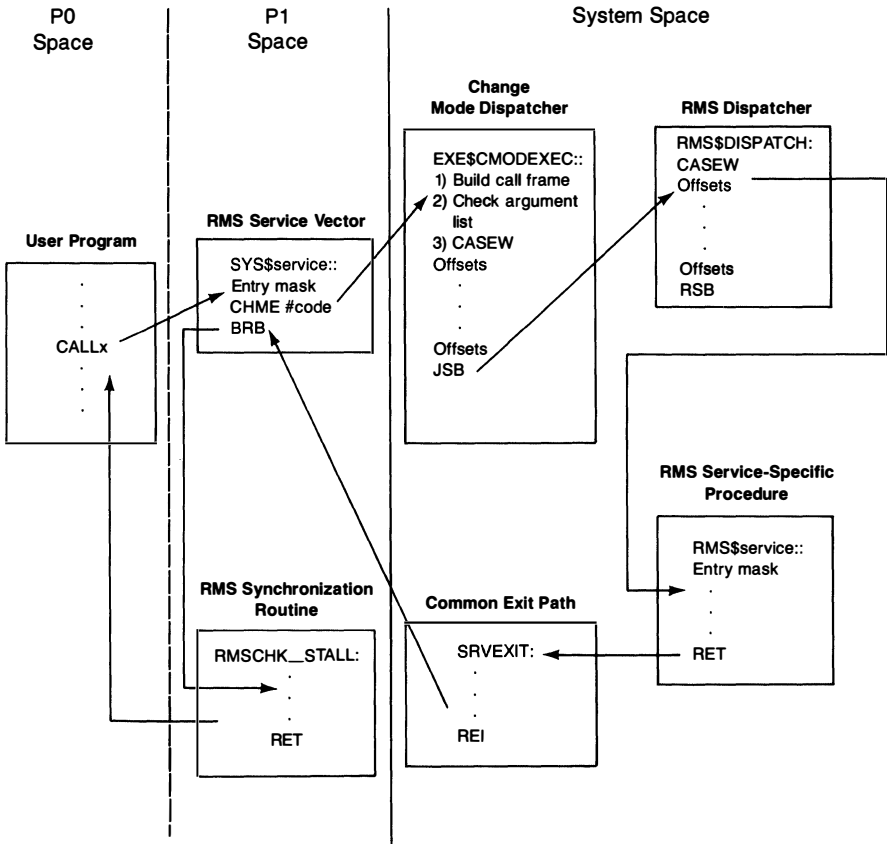 P0
Space
P1
Space
System Space
Change
Mode Dispatcher
EXE$CMODEXEC::
1) Build call frame
2) Check argument
list
3) CASEW
Offsets
.
.
.
Offsets
JSB
RMS Dispatcher
RMS$DISPATCH:
CASEW
Offsets
.
.
.
Offsets
RSB
RMS Service Vector
SYS$service::
Entry mask
CHME #code
BRB
User Program
.
.
.
CALLx
.
.
.
RMS Service-Specific
Procedure
RMS$service::
Entry mask
.
.
.
RET
RMS Synchronization
Routine
RMSCHK__STALL:
.
.
.
RET
Common Exit Path
SRVEXIT:
.
.
.
REI